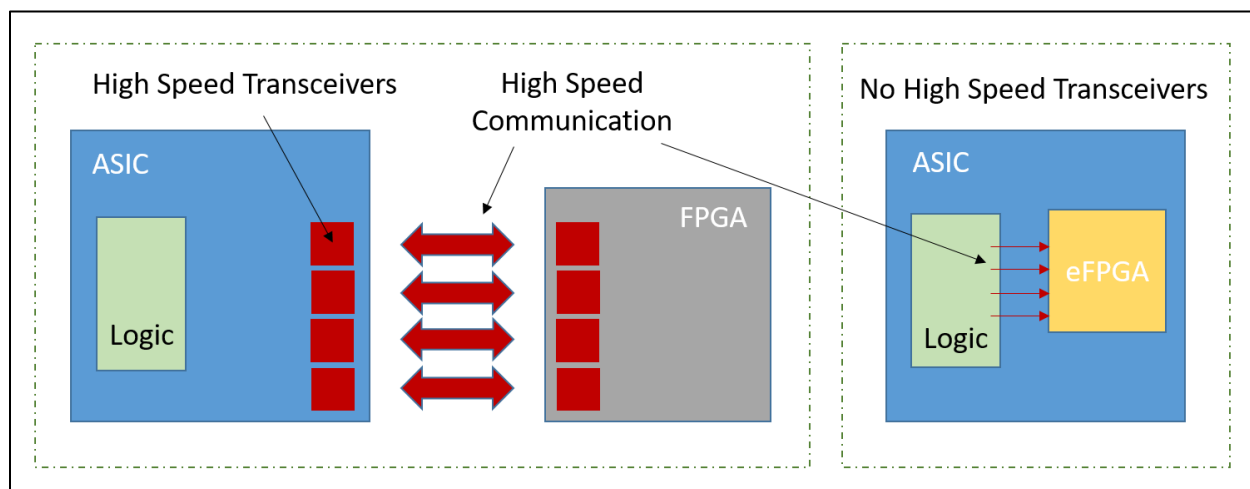 High Speed Transceivers
High Speed
Communication
ASIC
Logic
FPGA
No High Speed Transceivers
ASIC
Logic
eFPGA